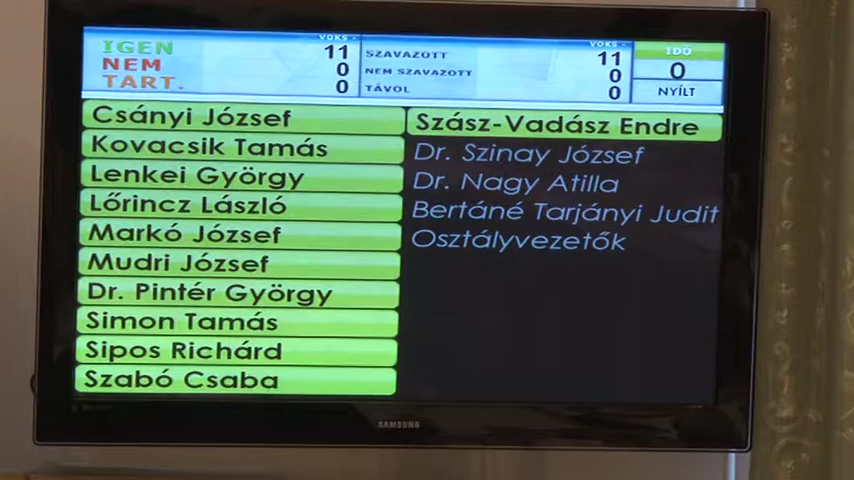 VOKS - VOKS -
IGEN 11 SZAVAZOTT 11 IDŐ
NEM 0 NEM SZAVAZOTT 0 0
TART. 0 TÁVOL 0 NYÍLT
Csányi József
Kovacsik Tamás
Lenkei György
Lőrincz László
Markó József
Mudri József
Dr. Pintér György
Simon Tamás
Sipos Richárd
Szabó Csaba
Szász-Vadász Endre
Dr. Szinay József
Dr. Nagy Atilla
Bertáné Tarjányi Judit
Osztályvezetők
SAMSUNG